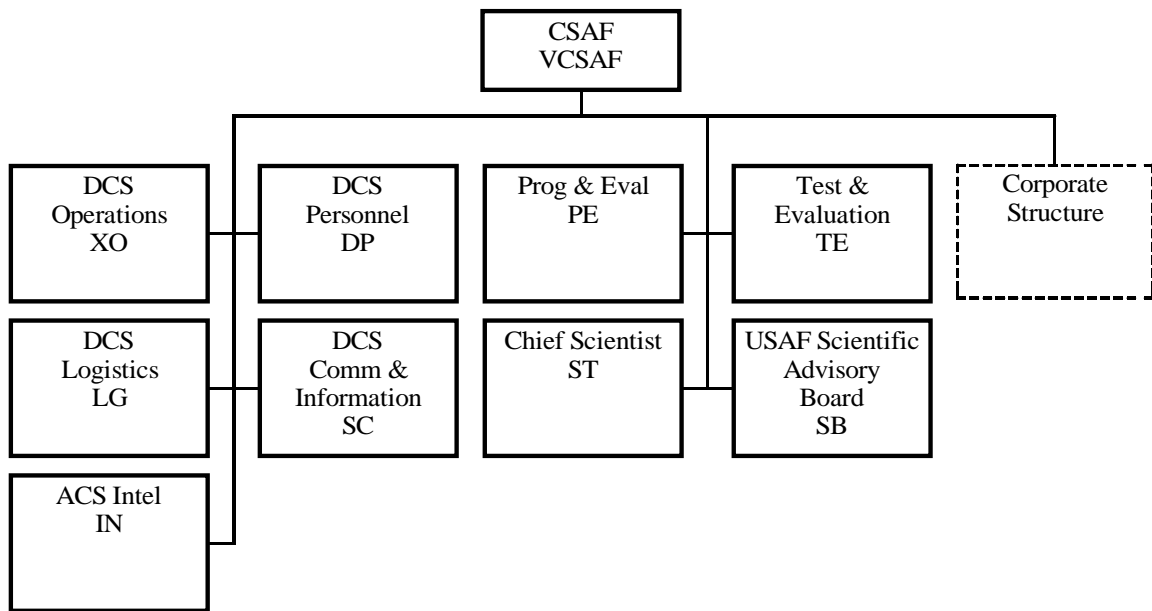 CSAF
VCSAF
DCS
Operations
XO
DCS
Personnel
DP
Prog & Eval
PE
Test &
Evaluation
TE
Corporate
Structure
DCS
Logistics
LG
DCS
Comm &
Information
SC
Chief Scientist
ST
USAF Scientific
Advisory
Board
SB
ACS Intel
IN